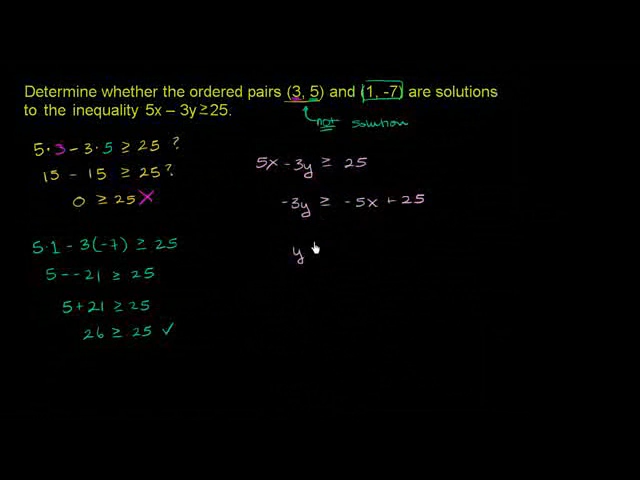 Determine whether the ordered pairs (3, 5) and (1, -7) are solutions
to the inequality 5x – 3y ≥ 25.
not solution
5·3 - 3·5 ≥ 25 ?
15 - 15 ≥ 25 ?
0 ≥ 25 X
5·1 - 3(-7) ≥ 25
5 - -21 ≥ 25
5 + 21 ≥ 25
26 ≥ 25 ✓
5x - 3y ≥ 25
-3y ≥ -5x + 25
y